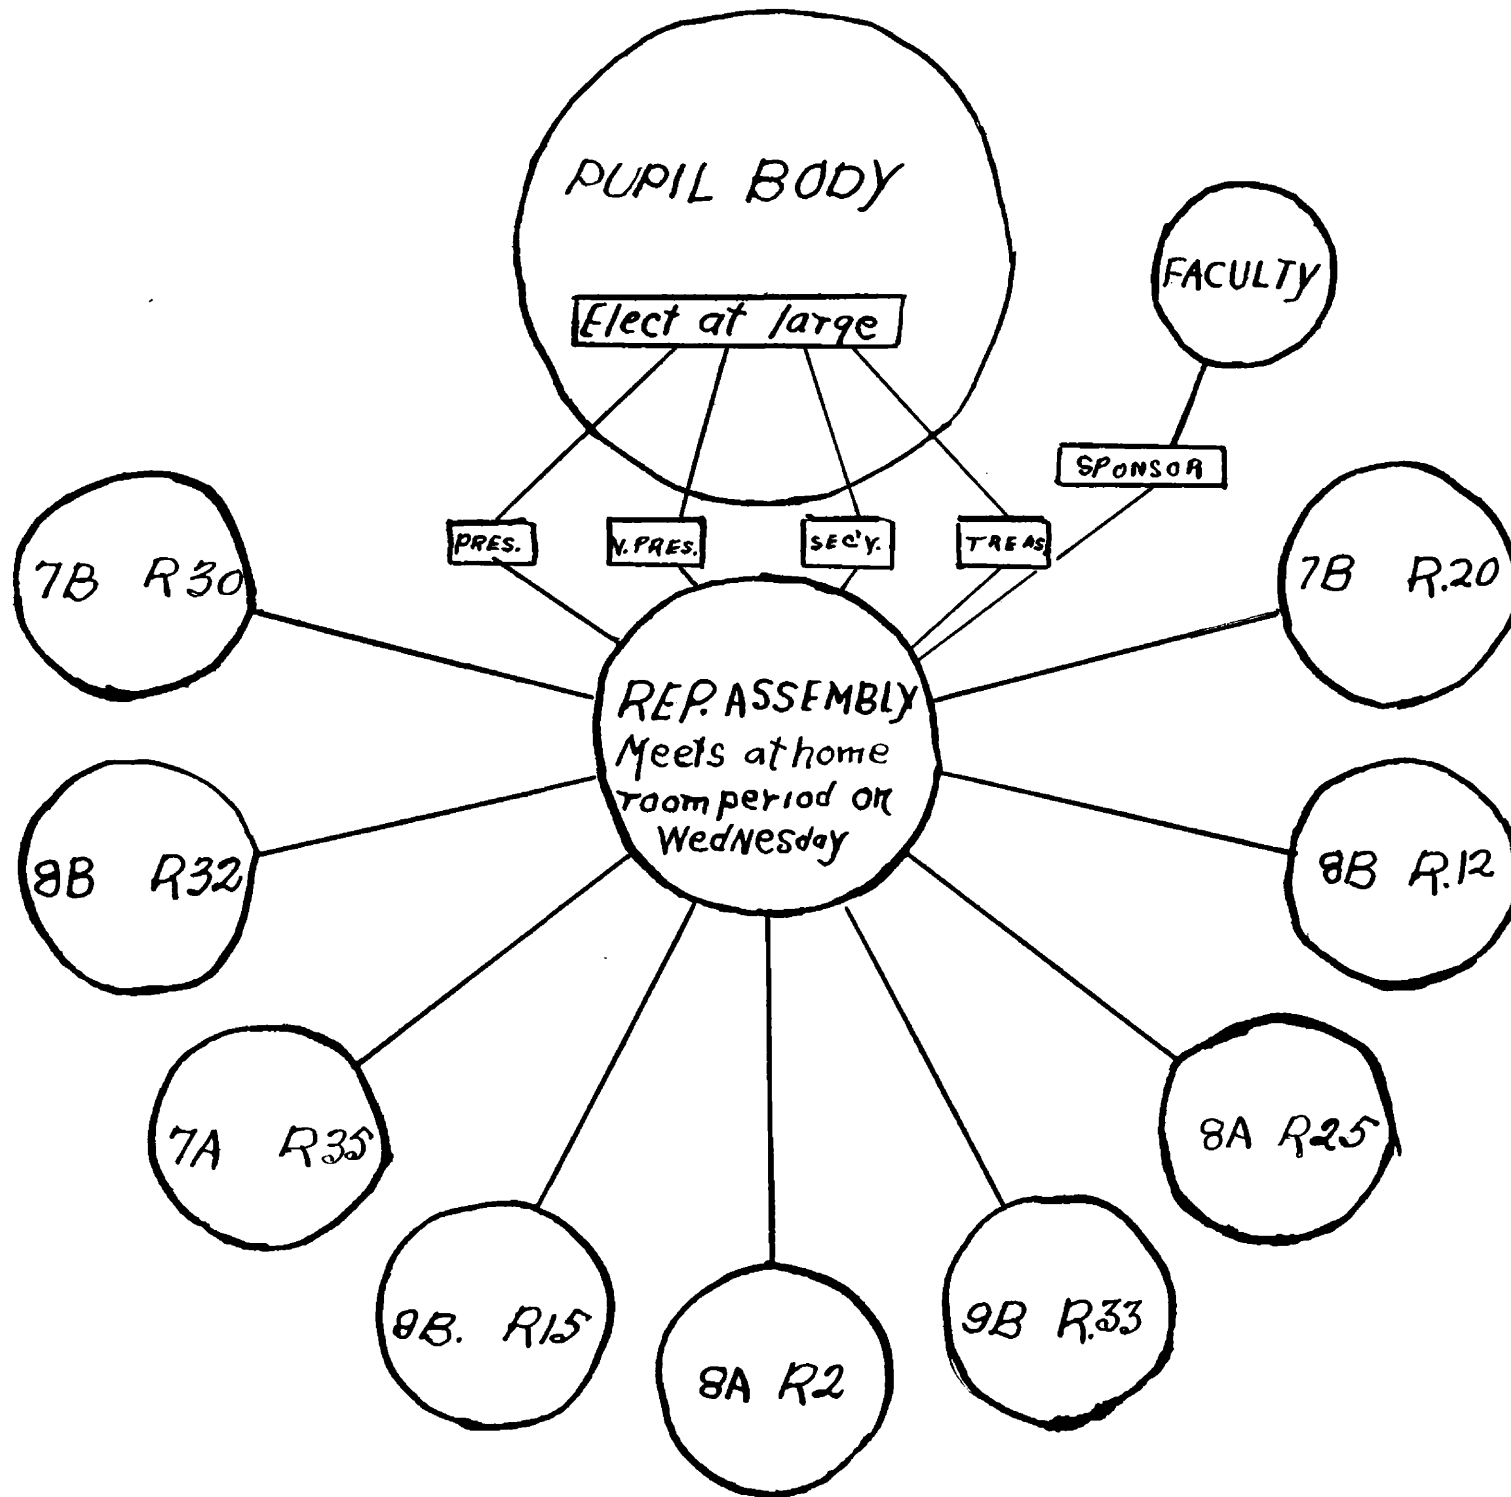 PUPIL BODY
FACULTY
Elect at large
SPONSOR
PRES.
V. PRES.
SEC'Y.
TREAS
7B R30
7B R.20
REP. ASSEMBLY
Meets at home
room period on
Wednesday
8B R32
8B R.12
7A R35
8A R25
8B. R15
9B R.33
8A R2